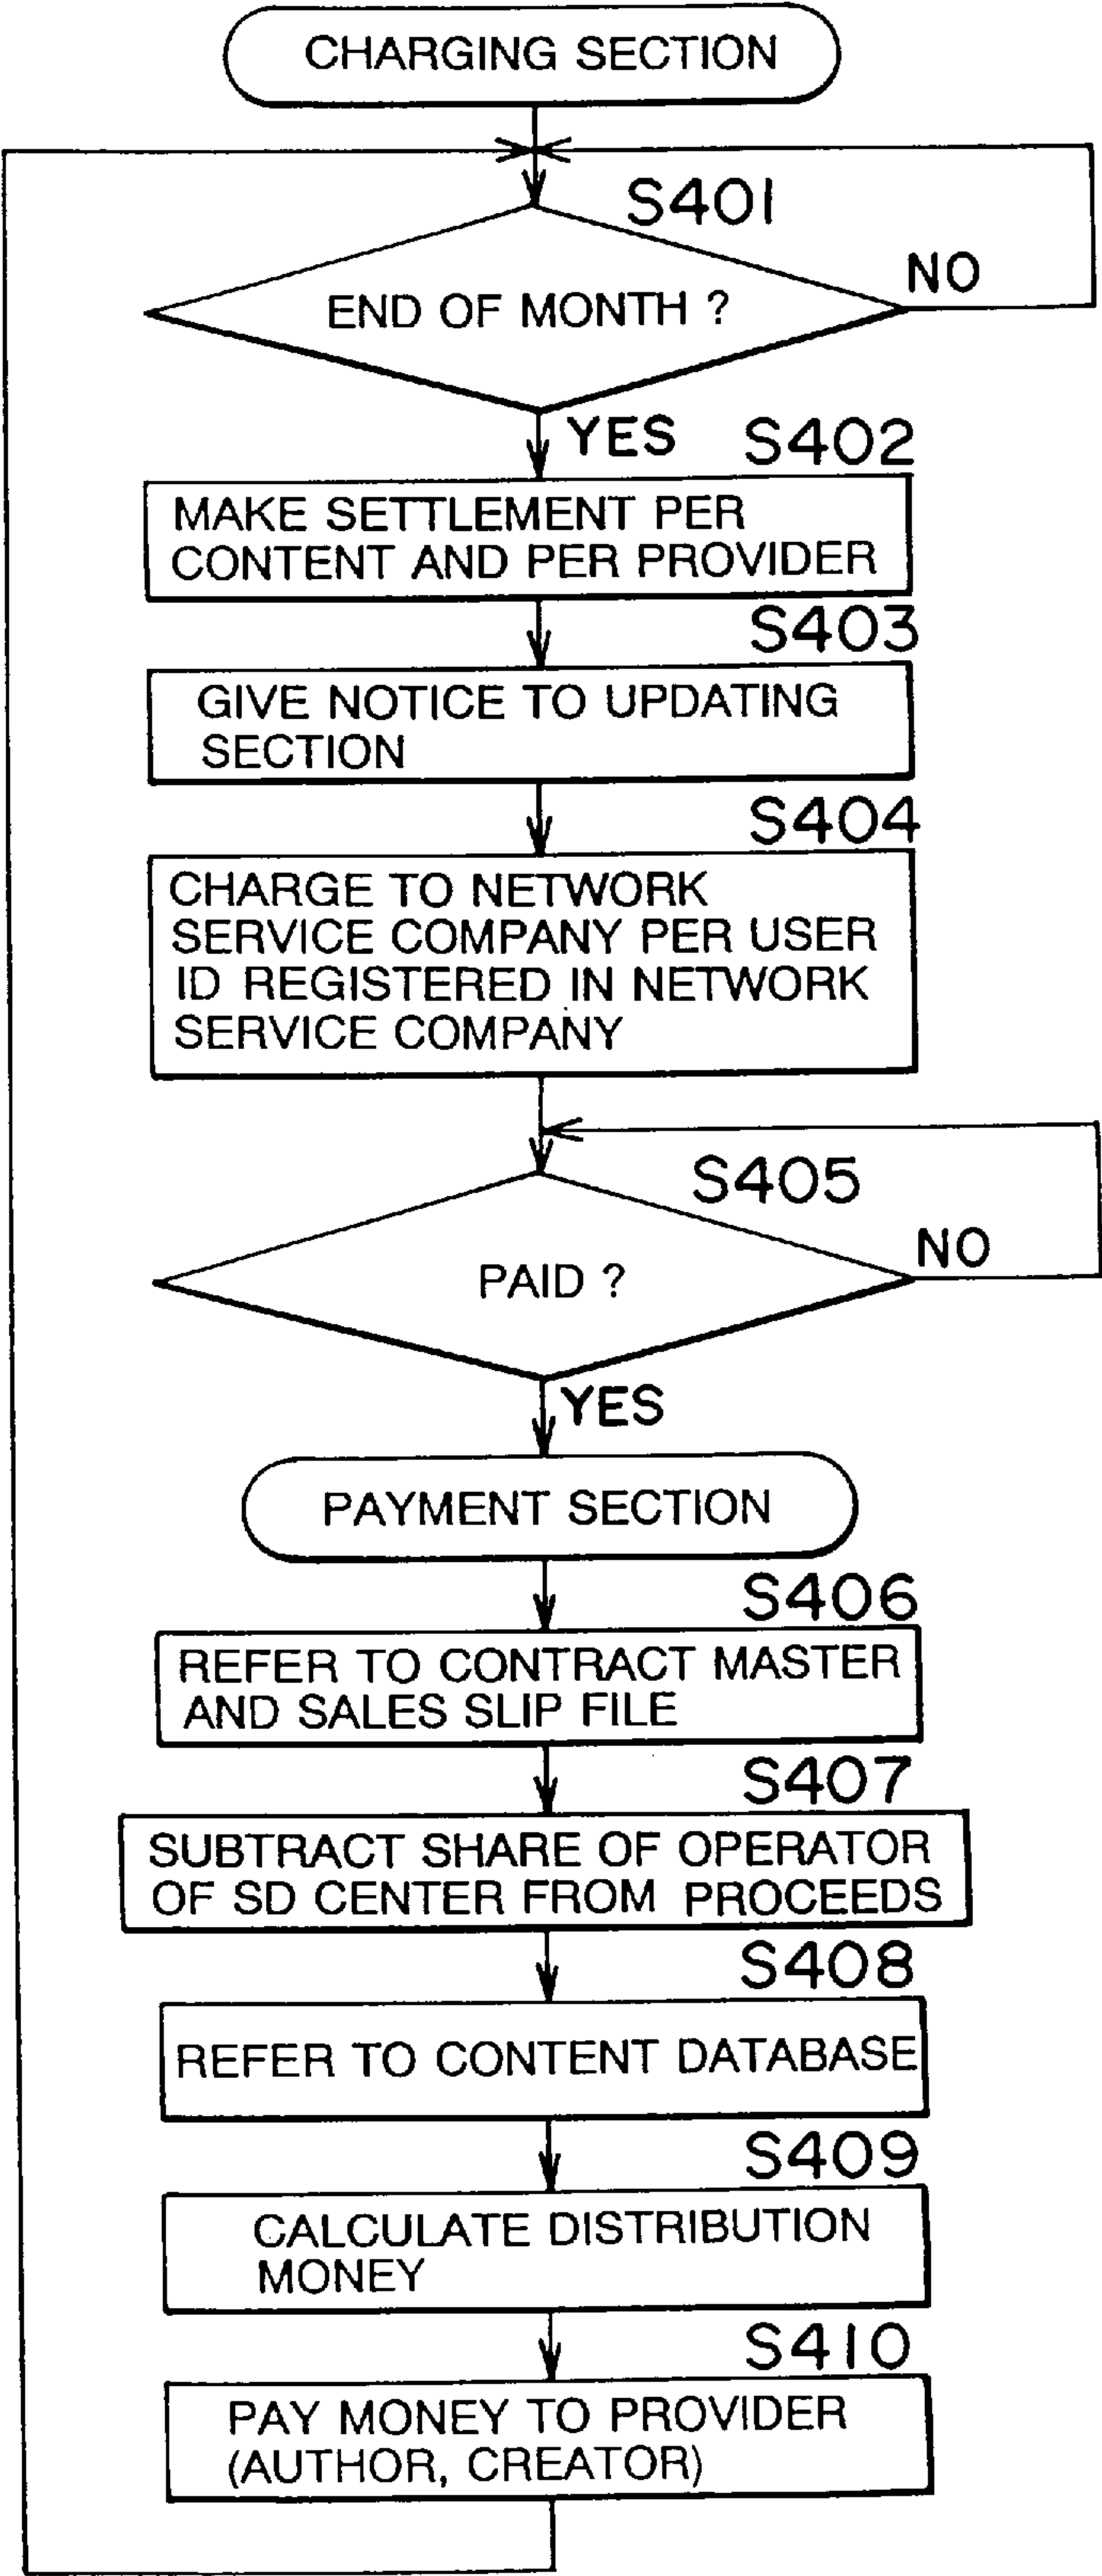 CHARGING SECTION
S401
NO
END OF MONTH ?
YES
S402
MAKE SETTLEMENT PER
CONTENT AND PER PROVIDER
S403
GIVE NOTICE TO UPDATING
SECTION
S404
CHARGE TO NETWORK
SERVICE COMPANY PER USER
ID REGISTERED IN NETWORK
SERVICE COMPANY
S405
NO
PAID ?
YES
PAYMENT SECTION
S406
REFER TO CONTRACT MASTER
AND SALES SLIP FILE
S407
SUBTRACT SHARE OF OPERATOR
OF SD CENTER FROM PROCEEDS
S408
REFER TO CONTENT DATABASE
S409
CALCULATE DISTRIBUTION
MONEY
S410
PAY MONEY TO PROVIDER
(AUTHOR, CREATOR)